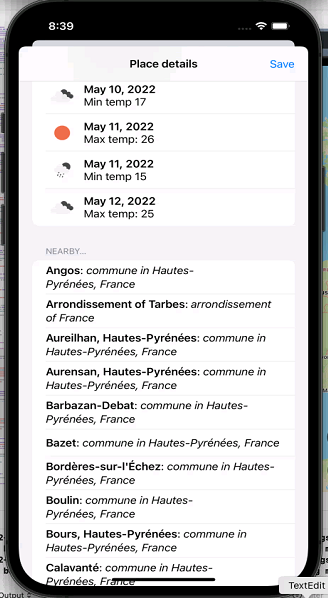 8:39
Place details
Save
May 10, 2022
Min temp 17
May 11, 2022
Max temp: 26
May 11, 2022
Min temp 15
May 12, 2022
Max temp: 25
NEARBY...
Angos: commune in Hautes-
Pyrénées, France
Arrondissement of Tarbes: arrondissement
of France
Aureilhan, Hautes-Pyrénées: commune in
Hautes-Pyrénées, France
Aurensan, Hautes-Pyrénées: commune in
Hautes-Pyrénées, France
Barbazan-Debat: commune in Hautes-
Pyrénées, France
Bazet: commune in Hautes-Pyrénées, France
Bordères-sur-l'Échez: commune in Hautes-
Pyrénées, France
Boulin: commune in Hautes-
Pyrénées, France
Bours, Hautes-Pyrénées: commune in
Hautes-Pyrénées, France
Calavanté: commune in Hautes-
Pyrénées, France
TextEdit
Output